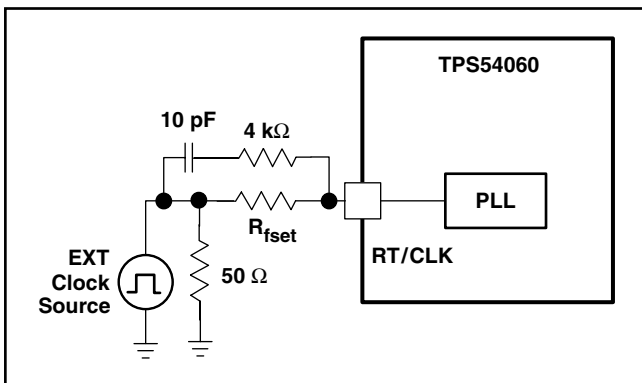 TPS54060
10 pF
4 kΩ
PLL
R_fset
RT/CLK
EXT
Clock
Source
50 Ω